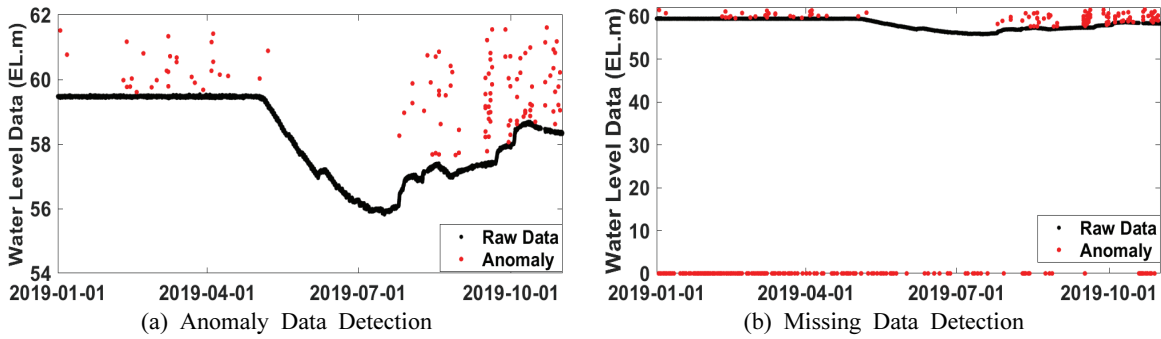 Water Level Data (EL.m)
62
60
58
56
54
Raw Data
Anomaly
2019-01-01 2019-04-01 2019-07-01 2019-10-01
(a) Anomaly Data Detection
Water Level Data (EL.m)
60
50
40
30
20
10
0
Raw Data
Anomaly
2019-01-01 2019-04-01 2019-07-01 2019-10-01
(b) Missing Data Detection